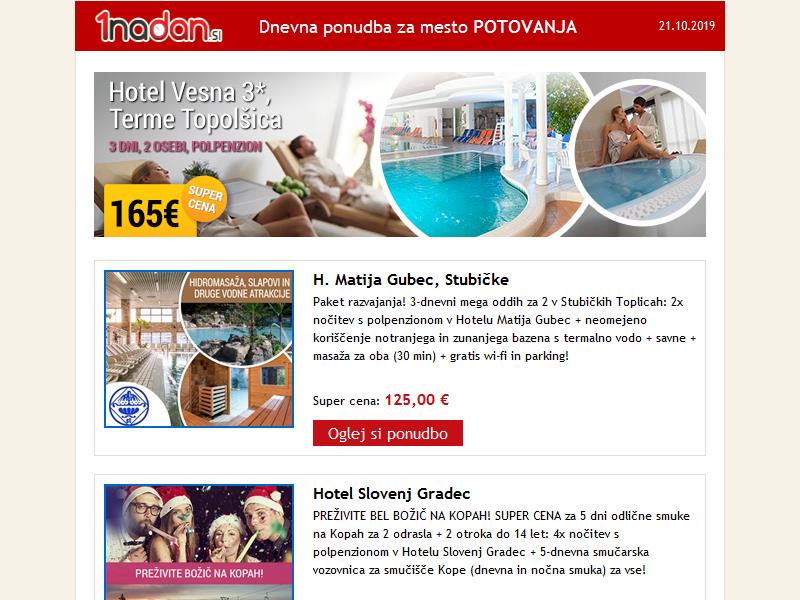 1nadan.si
Dnevna ponudba za mesto POTOVANJA
21.10.2019
Hotel Vesna 3*,
Terme Topolšica
3 DNI, 2 OSEBI, POLPENZION
165€
SUPER
CENA
HIDROMASAŽA, SLAPOVI IN
DRUGE VODNE ATRAKCIJE
H. Matija Gubec, Stubičke
Paket razvajanja! 3-dnevni mega oddih za 2 v Stubičkih Toplicah: 2x
nočitev s polpenzionom v Hotelu Matija Gubec + neomejeno
koriščenje notranjega in zunanjega bazena s termalno vodo + savne +
masaža za oba (30 min) + gratis wi-fi in parking!
Super cena: 125,00 €
Oglej si ponudbo
PREŽIVITE BOŽIČ NA KOPAH!
Hotel Slovenj Gradec
PREŽIVITE BEL BOŽIČ NA KOPAH! SUPER CENA za 5 dni odlične smuke
na Kopah za 2 odrasla + 2 otroka do 14 let: 4x nočitev s
polpenzionom v Hotelu Slovenj Gradec + 5-dnevna smučarska
vozovnica za smučišče Kope (dnevna in nočna smuka) za vse!